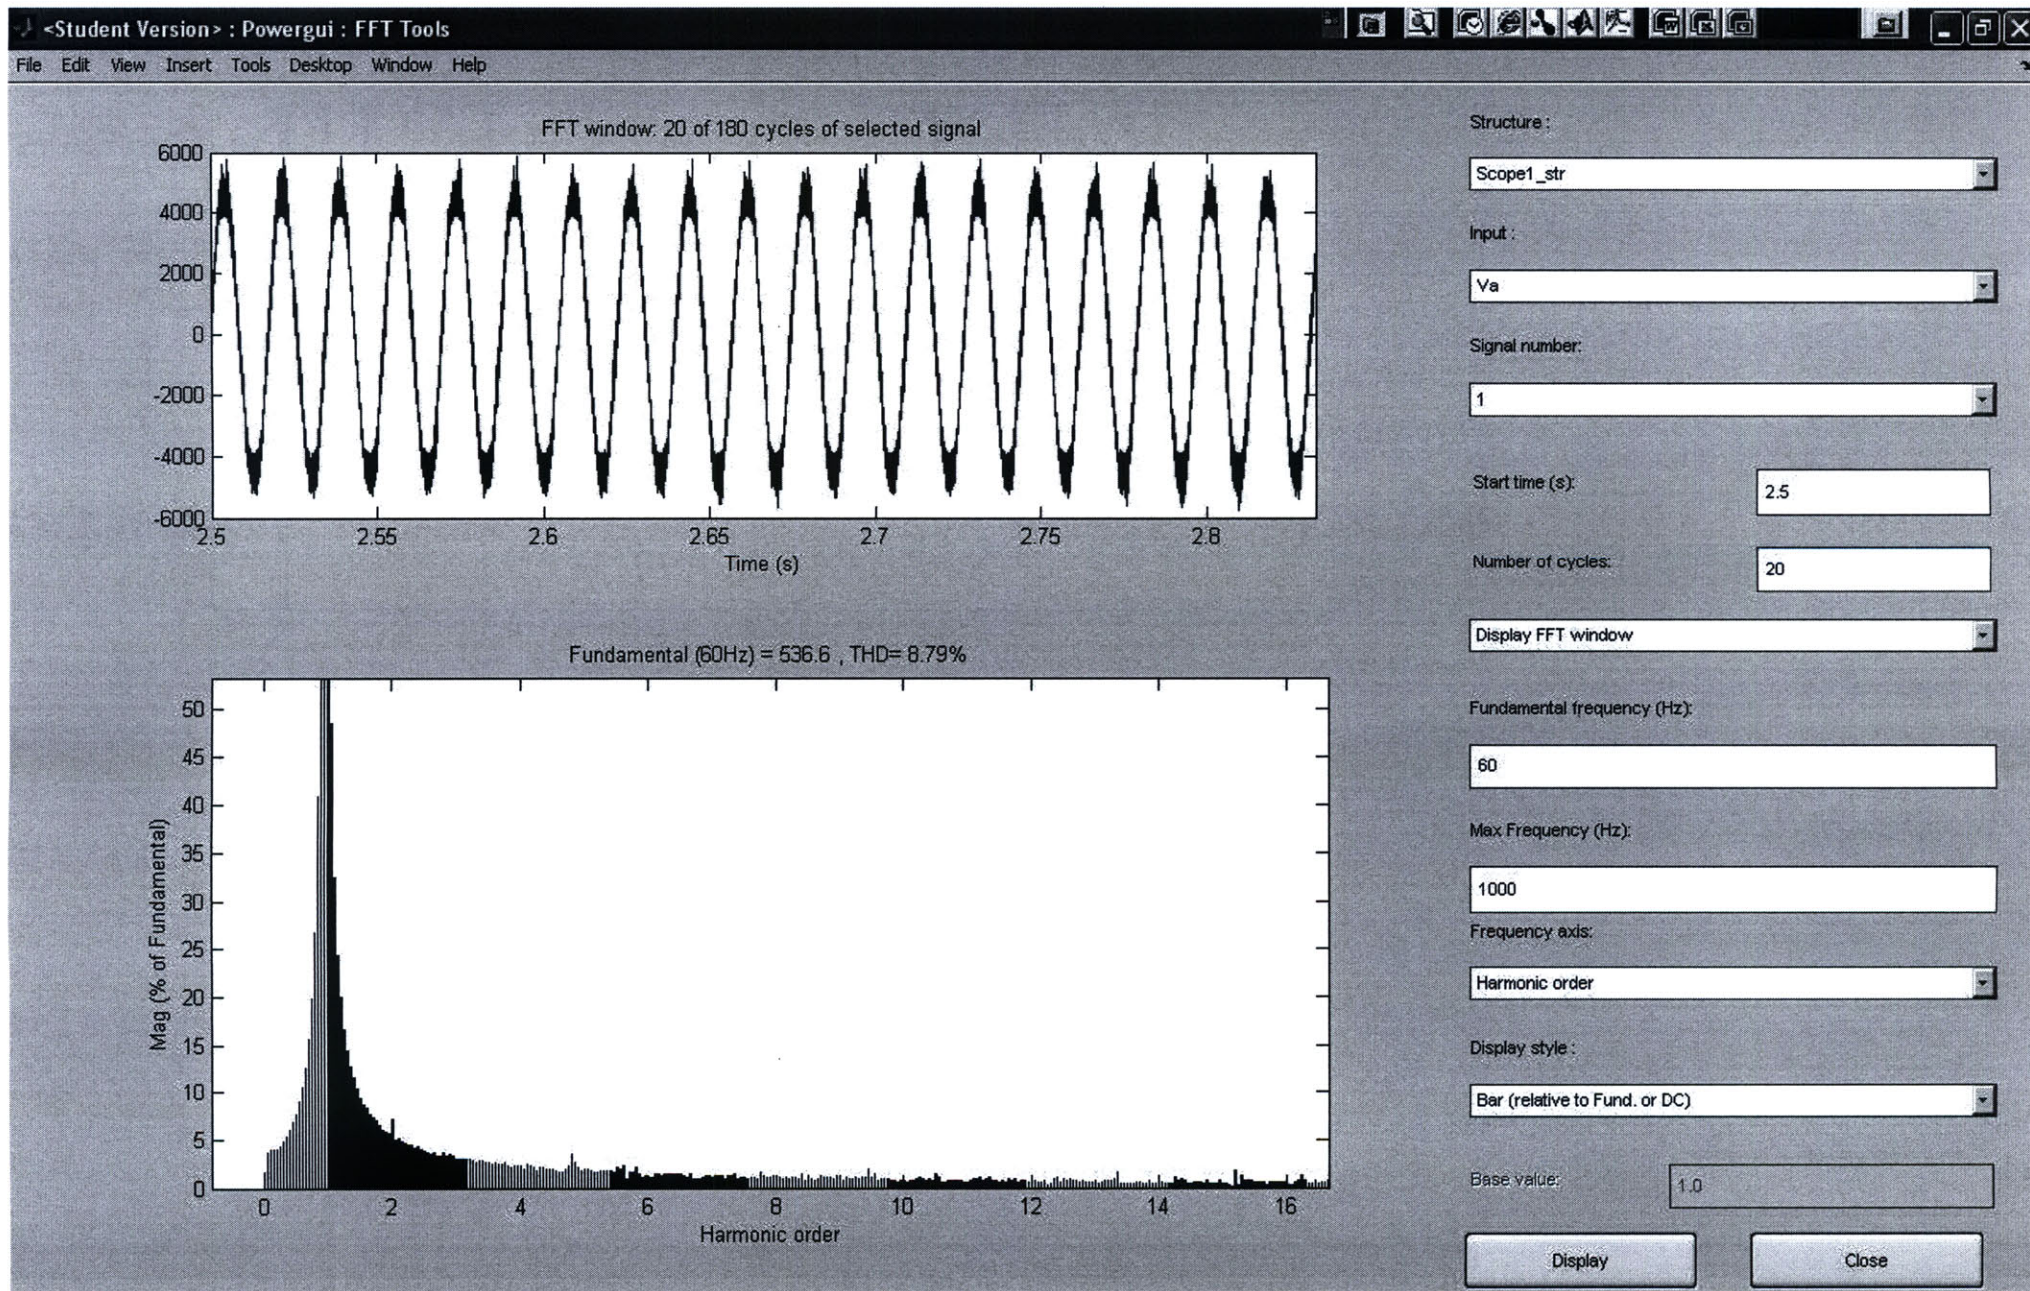 <Student Version> : Powergui : FFT Tools
File Edit View Insert Tools Desktop Window Help
FFT window: 20 of 180 cycles of selected signal
6000
4000
2000
0
-2000
-4000
-6000
2.5 2.55 2.6 2.65 2.7 2.75 2.8
Time (s)
Fundamental (60Hz) = 536.6 , THD= 8.79%
50
45
40
35
30
25
20
15
10
5
0
Mag (% of Fundamental)
0 2 4 6 8 10 12 14 16
Harmonic order
Structure :
Scope1_str
Input :
Va
Signal number:
1
Start time (s):
2.5
Number of cycles:
20
Display FFT window
Fundamental frequency (Hz):
60
Max Frequency (Hz):
1000
Frequency axis:
Harmonic order
Display style :
Bar (relative to Fund. or DC)
Base value:
1.0
Display
Close